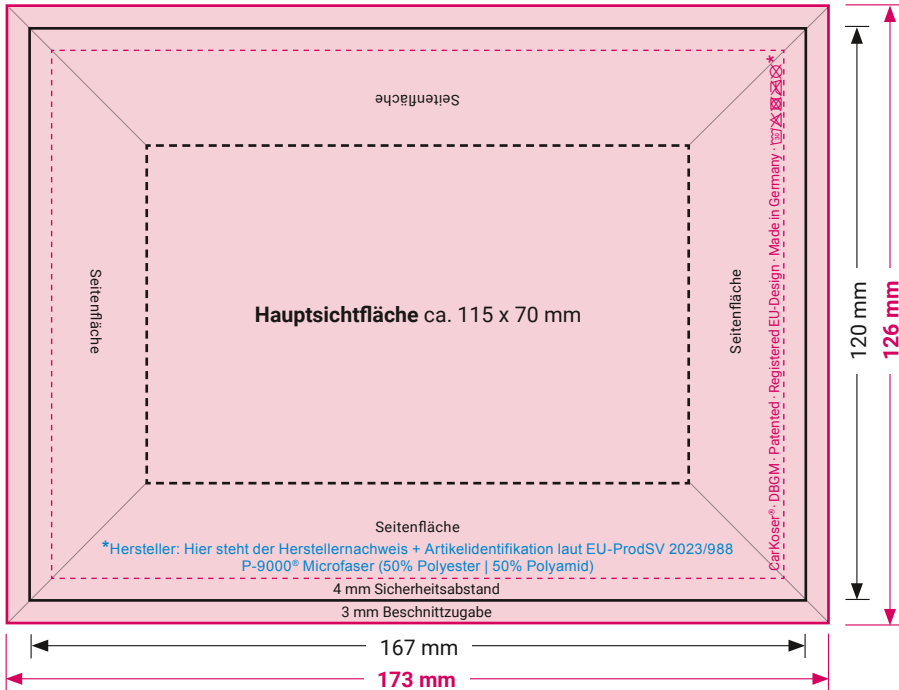 Seitenfläche
Seitenfläche
Hauptsichtfläche ca. 115 x 70 mm
Seitenfläche
CarKoser® · DBGM · Patented · Registered EU-Design · Made in Germany · *
120 mm
126 mm
Seitenfläche
*Hersteller: Hier steht der Herstellernachweis + Artikelidentifikation laut EU-ProdSV 2023/988
P-9000® Microfaser (50% Polyester | 50% Polyamid)
4 mm Sicherheitsabstand
3 mm Beschnittzugabe
167 mm
173 mm